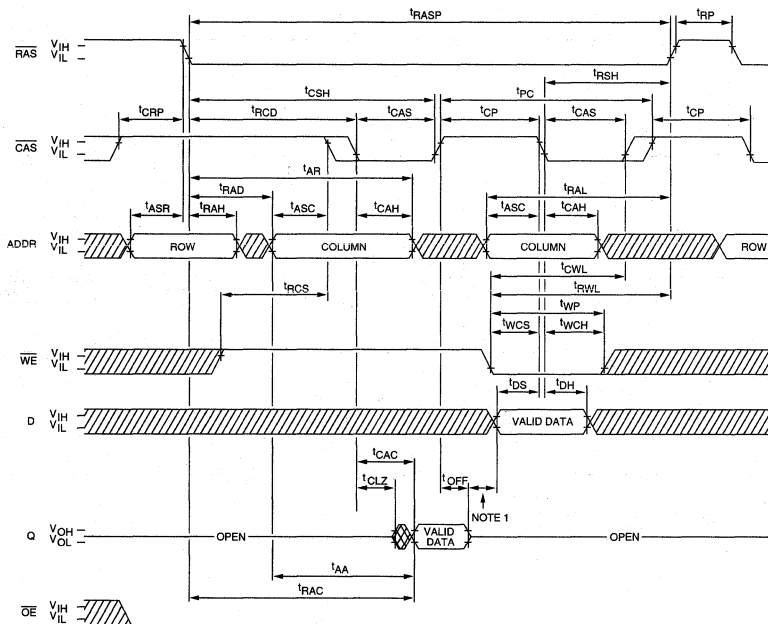 tRASP
tRP
RAS VIH
VIL
tRSH
tCSH
tPC
tCRP
tRCD
tCAS
tCP
tCAS
tCP
CAS VIH
VIL
tAR
tRAD
tRAL
tASR
tRAH
tASC
tCAH
tASC
tCAH
ADDR VIH
VIL
ROW
COLUMN
COLUMN
ROW
tCWL
tRCS
tRWL
tWP
tWCS
tWCH
WE VIH
VIL
tDS
tDH
D VIH
VIL
VALID DATA
tCAC
tCLZ
tOFF
NOTE 1
Q VOH
VOL
OPEN
VALID
DATA
OPEN
tAA
tRAC
OE VIH
VIL